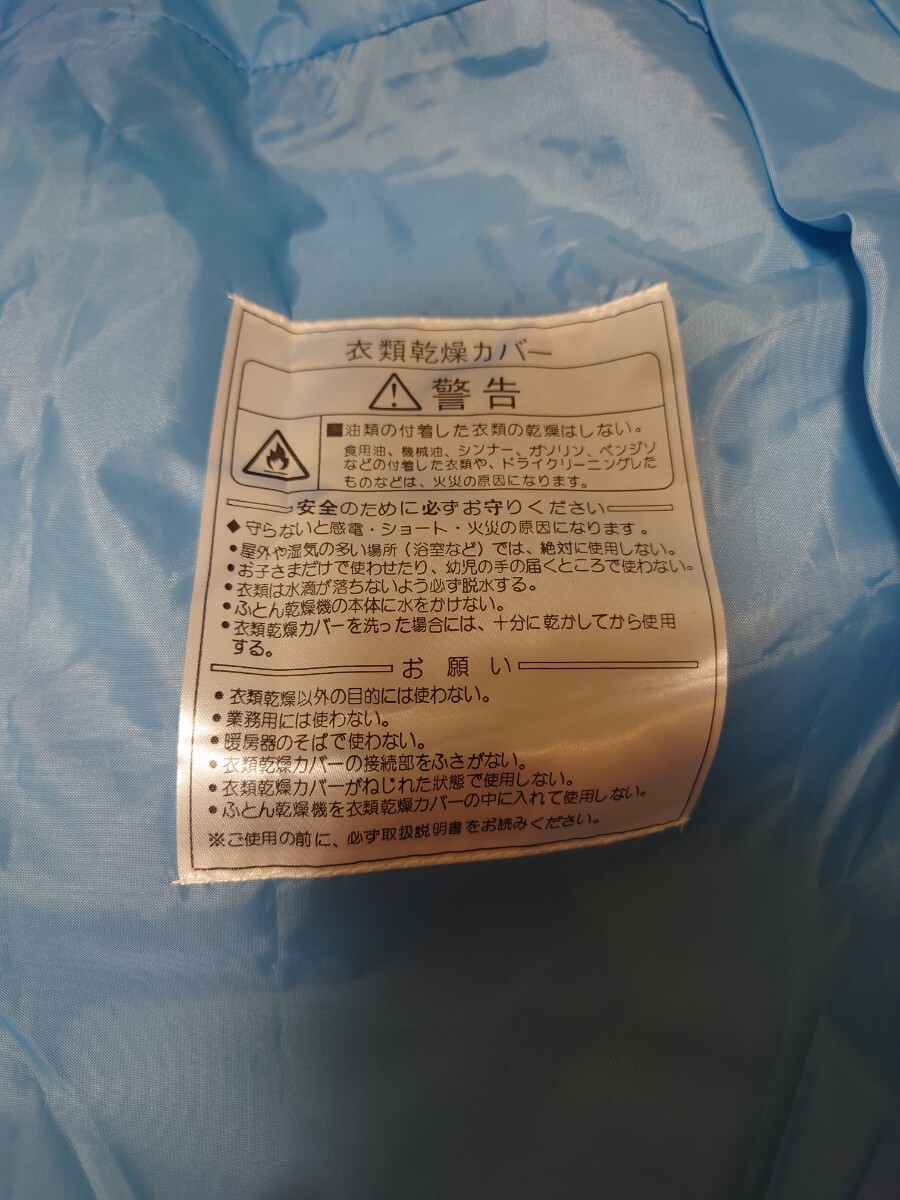 衣類乾燥カバー
警告
■油類の付着した衣類の乾燥はしない。
食用油、機械油、シンナー、ガソリン、ベンジン
などの付着した衣類や、ドライクリーニングした
ものなどは、火災の原因になります。
安全のために必ずお守りください
◆守らないと感電・ショート・火災の原因になります。
●屋外や湿気の多い場所（浴室など）では、絶対に使用しない。
●お子さまだけで使わせたり、幼児の手の届くところで使わない。
●衣類は水滴が落ちないよう必ず脱水する。
●ふとん乾燥機の本体に水をかけない。
●衣類乾燥カバーを洗った場合には、十分に乾かしてから使用
する。
お願い
●衣類乾燥以外の目的には使わない。
●業務用には使わない。
●暖房器のそばで使わない。
●衣類乾燥カバーの接続部をふさがない。
●衣類乾燥カバーがねじれた状態で使用しない。
●ふとん乾燥機を衣類乾燥カバーの中に入れて使用しない。
※ご使用の前に、必ず取扱説明書をお読みください。